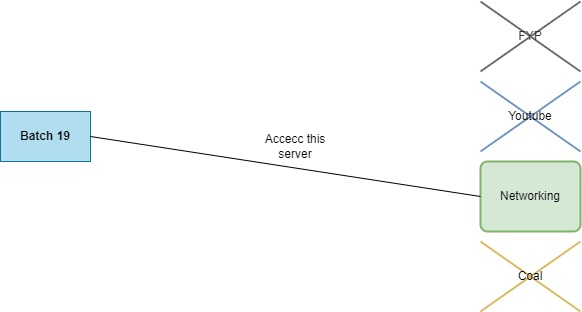 FYP
Youtube
Batch 19
Accecc this
server
Networking
Coal